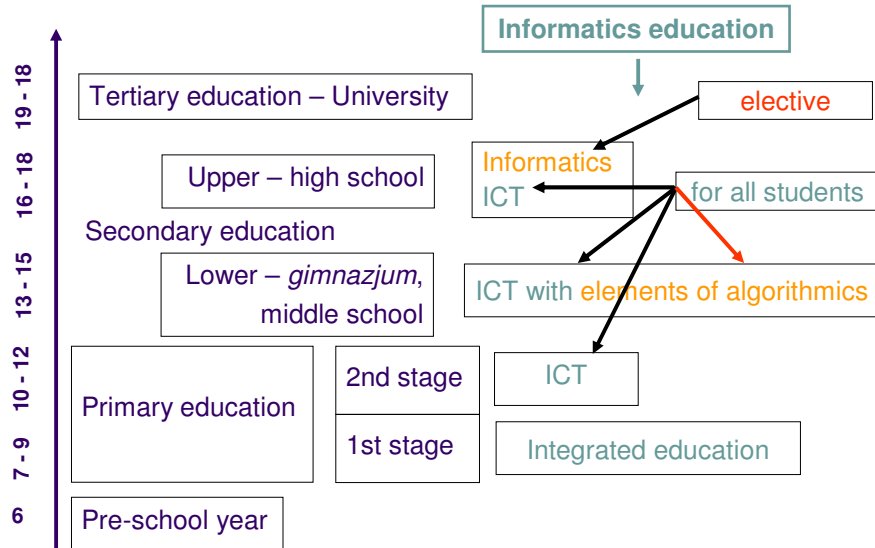 Informatics education
19 - 18
Tertiary education – University
elective
16 - 18
Upper – high school
Informatics
ICT
for all students
Secondary education
13 - 15
Lower – gimnazjum,
middle school
ICT with elements of algorithmics
10 - 12
Primary education
2nd stage
ICT
7 - 9
1st stage
Integrated education
6
Pre-school year